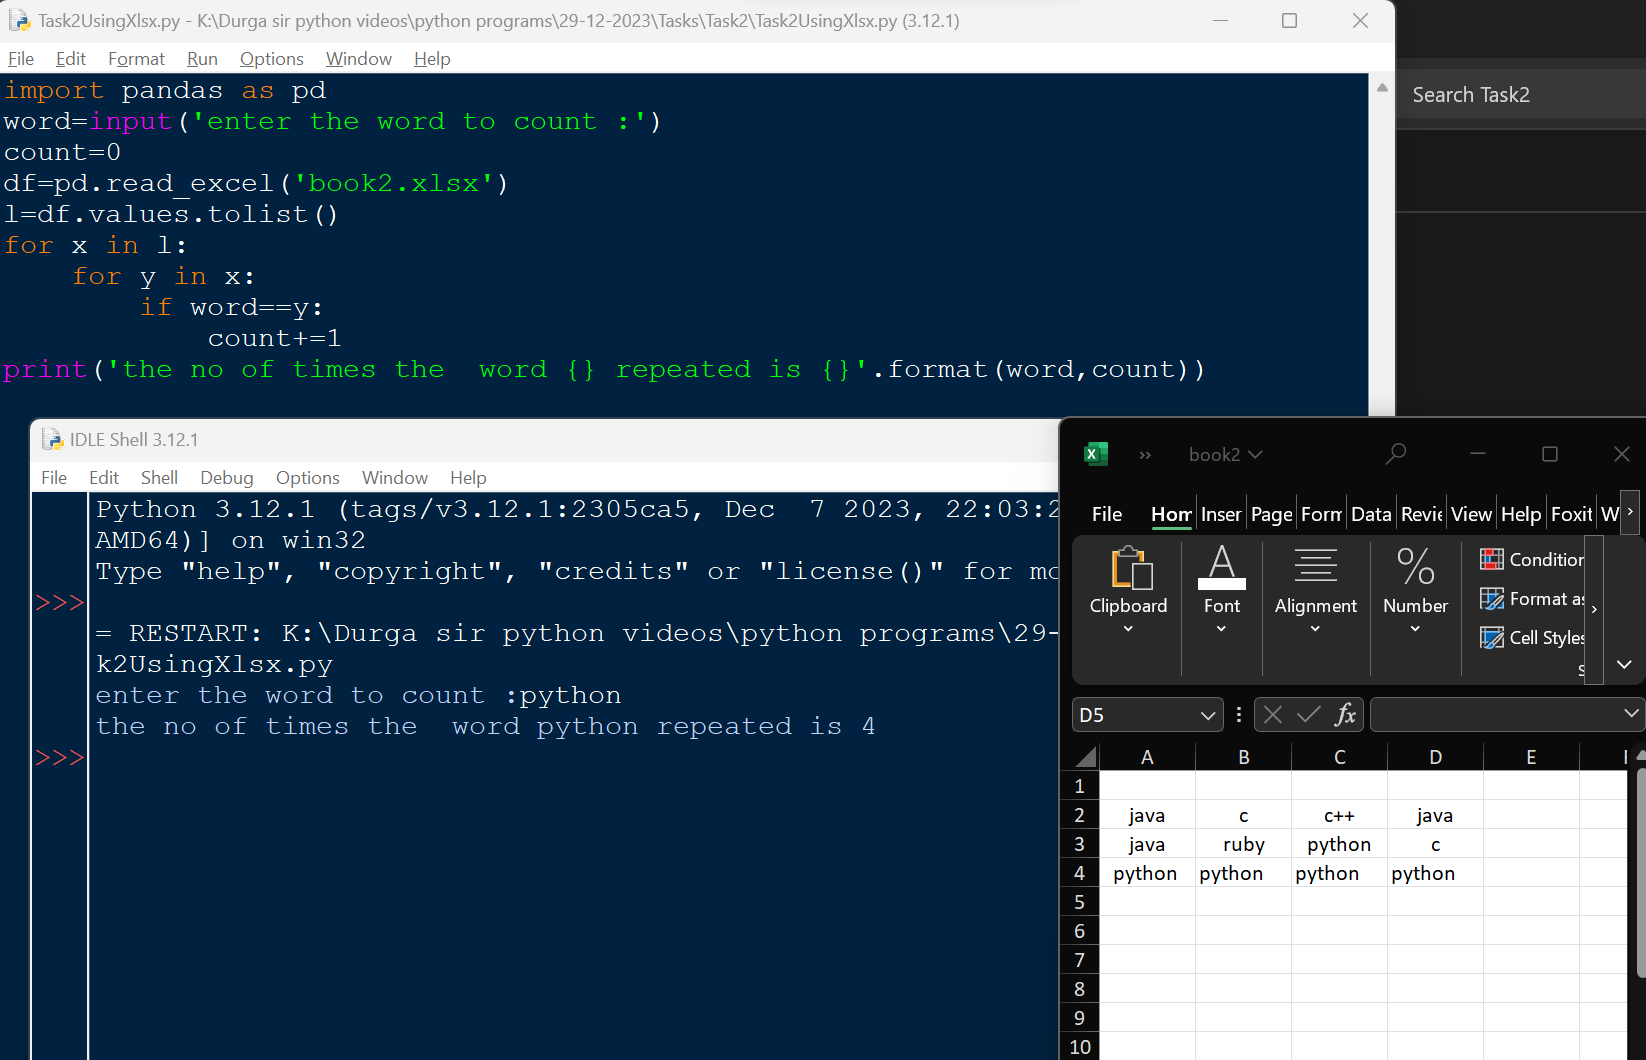 Task2UsingXlsx.py - K:\Durga sir python videos\python programs\29-12-2023\Tasks\Task2\Task2UsingXlsx.py (3.12.1)
File Edit Format Run Options Window Help
import pandas as pd
word=input('enter the word to count :')
count=0
df=pd.read_excel('book2.xlsx')
l=df.values.tolist()
for x in l:
    for y in x:
        if word==y:
            count+=1
print('the no of times the  word {} repeated is {}'.format(word,count))
Search Task2
IDLE Shell 3.12.1
File Edit Shell Debug Options Window Help
Python 3.12.1 (tags/v3.12.1:2305ca5, Dec  7 2023, 22:03:2
AMD64)] on win32
Type "help", "copyright", "credits" or "license()" for mo
>>>
= RESTART: K:\Durga sir python videos\python programs\29-
k2UsingXlsx.py
enter the word to count :python
the no of times the  word python repeated is 4
>>>
book2
File Hom Inser Page Form Data Revie View Help Foxit W
Clipboard Font Alignment Number
Condition
Format as
Cell Styles
S
D5 fx
A B C D E
1
2 java c c++ java
3 java ruby python c
4 python python python python
5
6
7
8
9
10